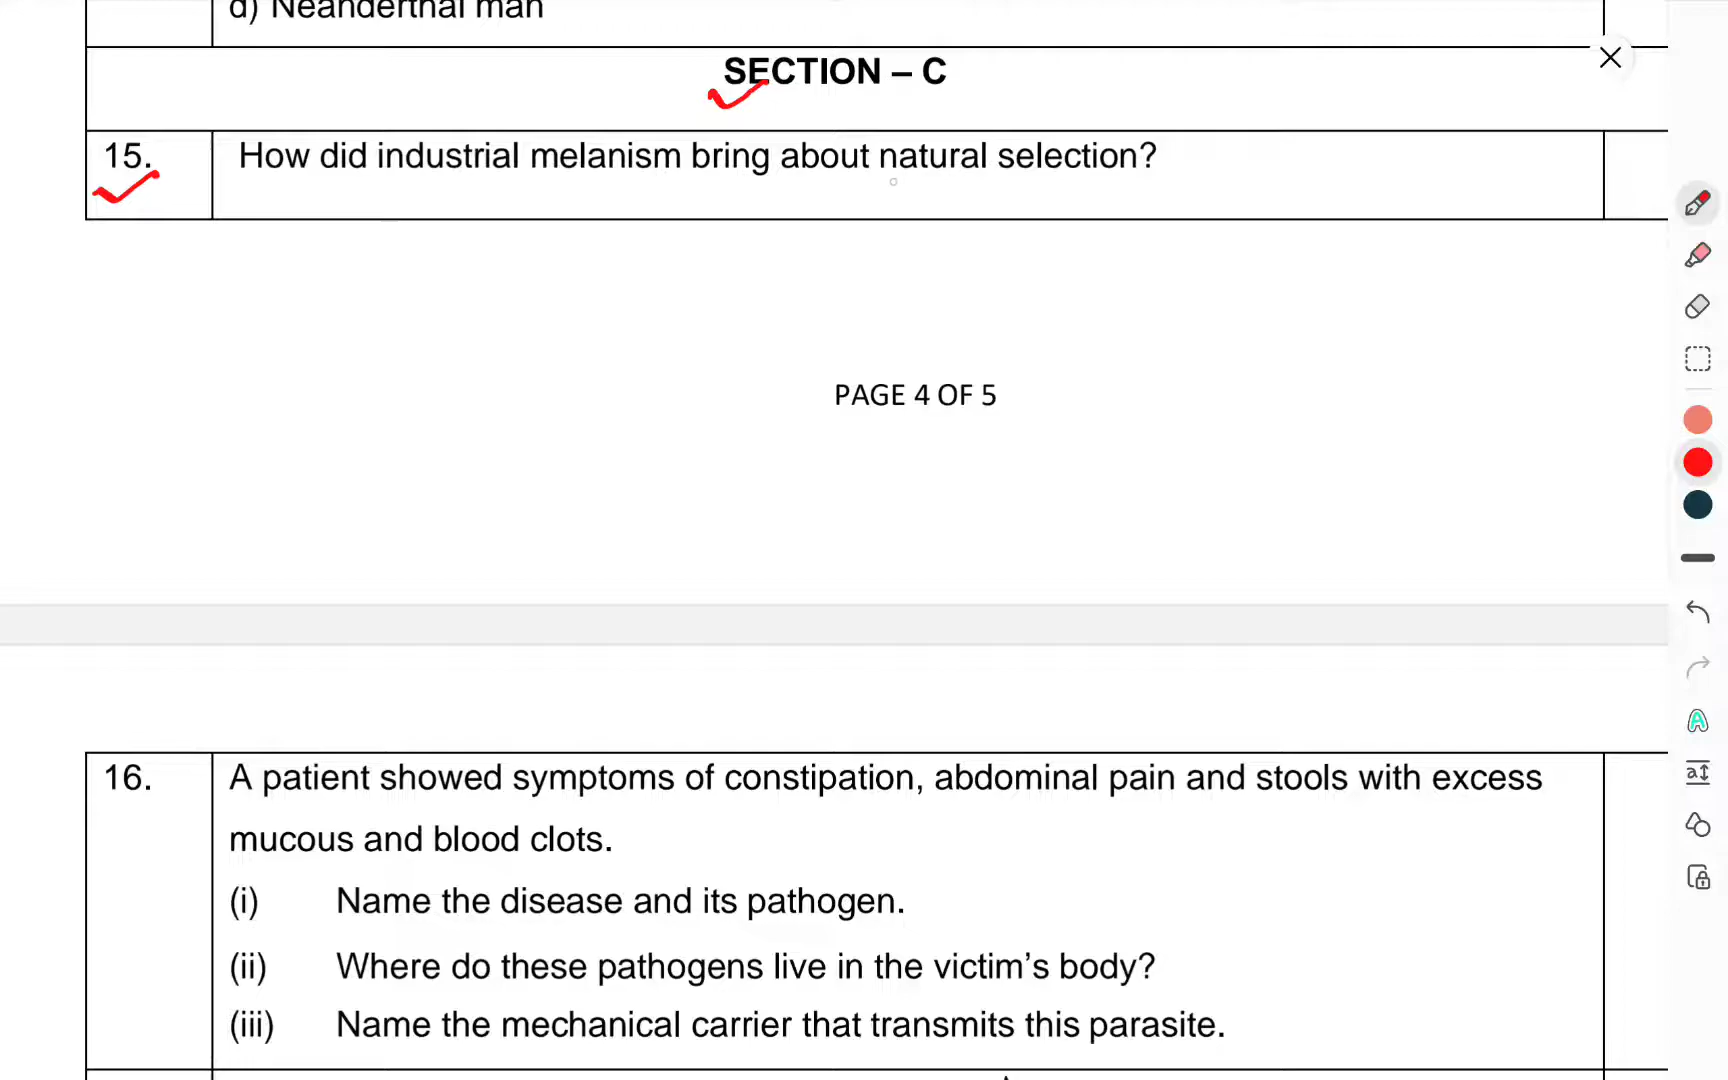 d) Neanderthal man
SECTION – C
15. How did industrial melanism bring about natural selection?
PAGE 4 OF 5
16. A patient showed symptoms of constipation, abdominal pain and stools with excess
mucous and blood clots.
(i) Name the disease and its pathogen.
(ii) Where do these pathogens live in the victim’s body?
(iii) Name the mechanical carrier that transmits this parasite.